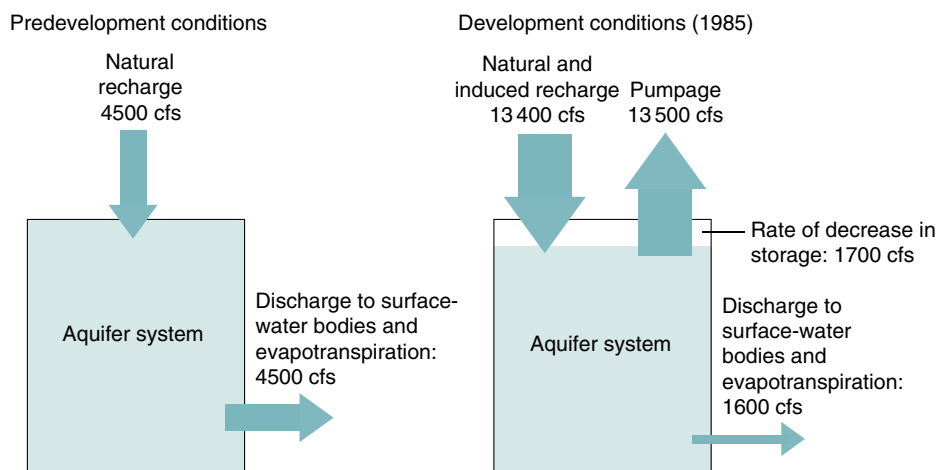 Predevelopment conditions
Natural
recharge
4500 cfs
Aquifer system
Discharge to surface-
water bodies and
evapotranspiration:
4500 cfs
Development conditions (1985)
Natural and
induced recharge
13 400 cfs
Pumpage
13 500 cfs
Rate of decrease in
storage: 1700 cfs
Aquifer system
Discharge to
surface-water
bodies and
evapotranspiration:
1600 cfs